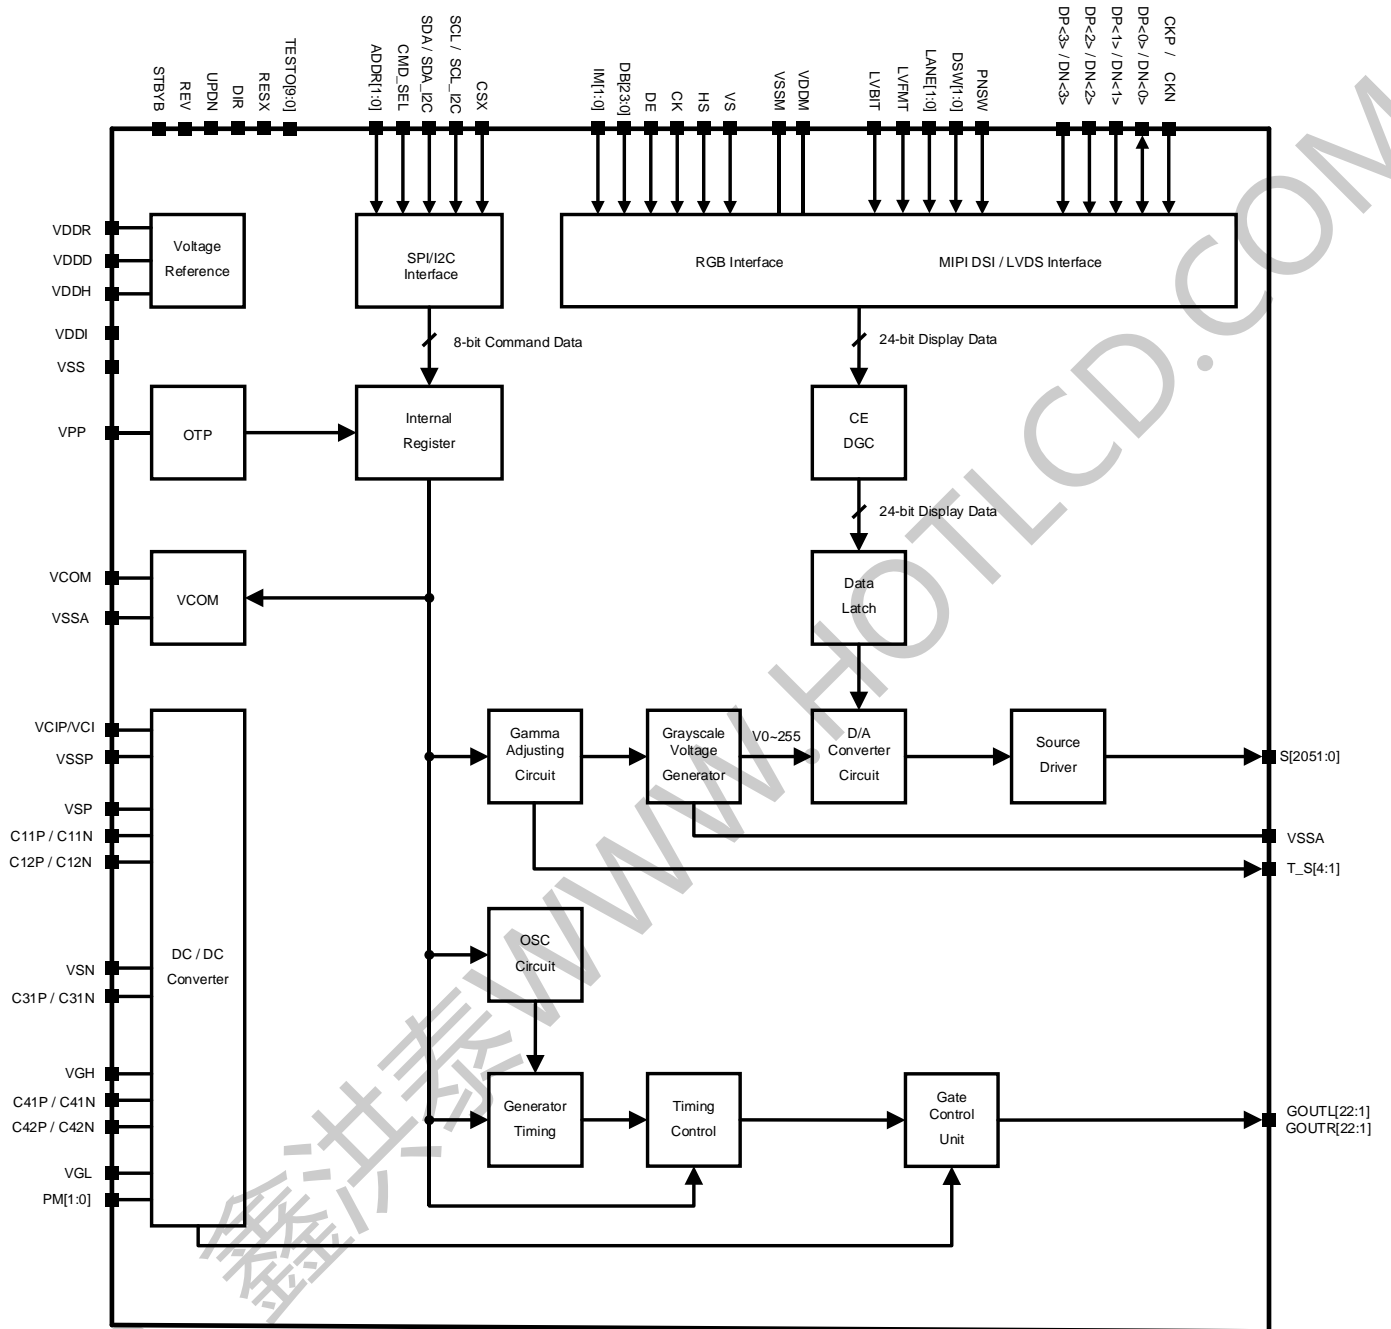 STBYB
REV
UPDN
DIR
RESX
TESTO[9:0]
ADDR[1:0]
CMD_SEL
SDA / SDA_I2C
SCL / SCL_I2C
CSX
IM[1:0]
DB[23:0]
DE
CK
HS
VS
VSSM
VDDM
LVBIT
LVFMT
LANE[1:0]
DSW[1:0]
PNSW
DP<3> / DN<3>
DP<2> / DN<2>
DP<1> / DN<1>
DP<0> / DN<0>
CKP / CKN
VDDR
VDDD
VDDH
VDDI
VSS
VPP
VCOM
VSSA
VCIP/VCI
VSSP
VSP
C11P / C11N
C12P / C12N
VSN
C31P / C31N
VGH
C41P / C41N
C42P / C42N
VGL
PM[1:0]
Voltage
Reference
SPI/I2C
Interface
RGB Interface
MIPI DSI / LVDS Interface
8-bit Command Data
24-bit Display Data
OTP
Internal
Register
CE
DGC
24-bit Display Data
VCOM
Data
Latch
DC / DC
Converter
Gamma
Adjusting
Circuit
Grayscale
Voltage
Generator
V0~255
D/A
Converter
Circuit
Source
Driver
S[2051:0]
VSSA
T_S[4:1]
OSC
Circuit
Generator
Timing
Timing
Control
Gate
Control
Unit
GOUTL[22:1]
GOUTR[22:1]
鑫洪泰WWW.HOTLCD.COM